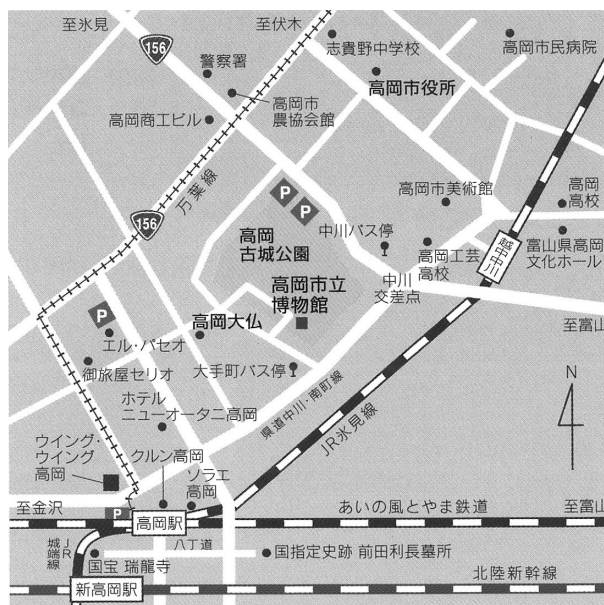 至氷見
至伏木
156
警察署
志貴野中学校
高岡市民病院
高岡市役所
高岡市
農協会館
高岡商工ビル
万葉線
156
P
P
高岡市美術館
高岡
高校
高岡
古城公園
中川バス停
高岡工芸
高校
越中中川
富山県高岡
文化ホール
高岡市立
博物館
中川
交差点
P
高岡大仏
至富山
エル・パセオ
御旅屋セリオ
大手町バス停
県道中川・南町線
N
ホテル
ニューオータニ高岡
JR氷見線
ウイング・
ウイング
高岡
クルン高岡
ソラエ
高岡
至金沢
あいの風とやま鉄道
至富山
P
高岡駅
JR
城端線
八丁道
国宝 瑞龍寺
国指定史跡 前田利長墓所
新高岡駅
北陸新幹線